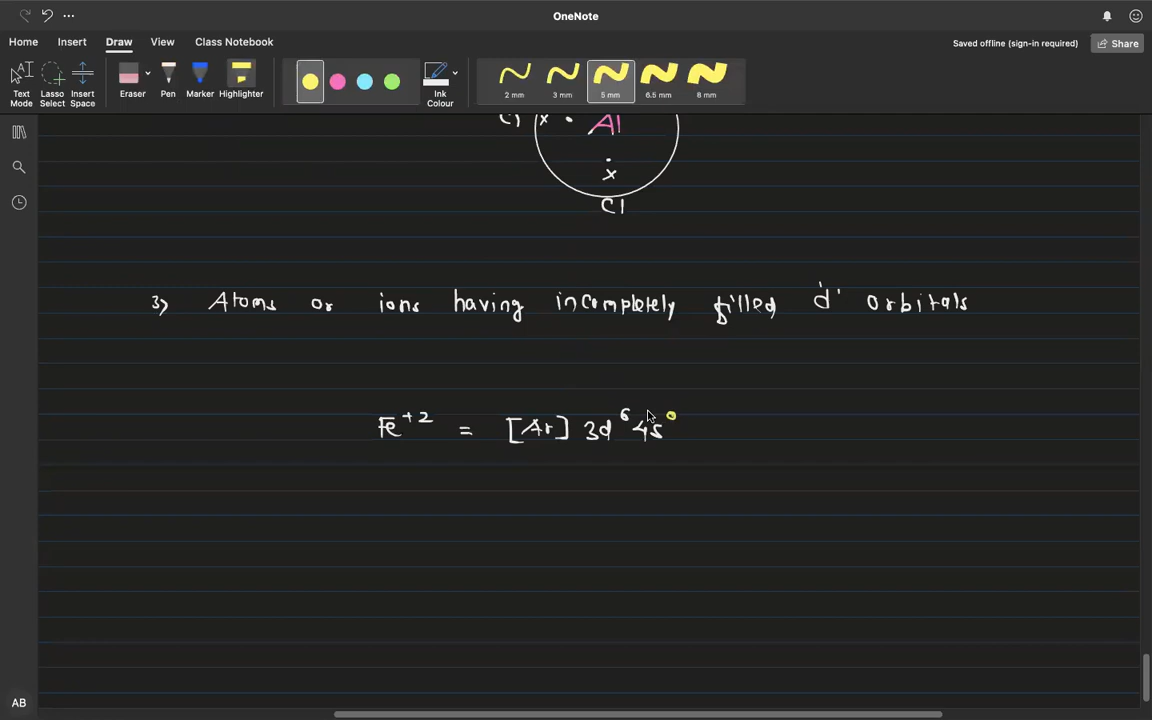 OneNote
Home Insert Draw View Class Notebook
Saved offline (sign-in required) Share
Text Mode Lasso Select Insert Space Eraser Pen Marker Highlighter Ink Colour 2 mm 3 mm 5 mm 6.5 mm 8 mm
Cl x • Al
• x
Cl
3) Atoms or ions having incompletely filled 'd' orbitals
Fe⁺² = [Ar] 3d⁶ 4s⁰
AB